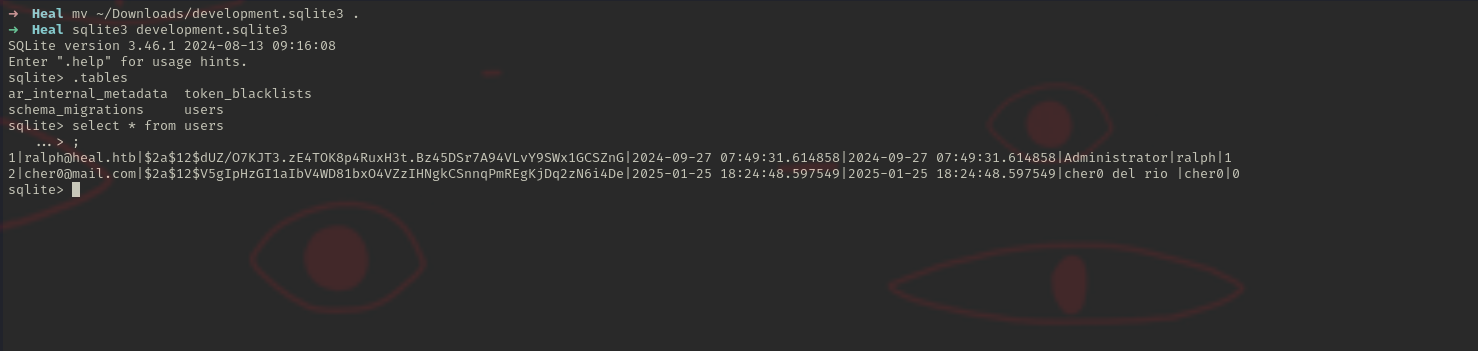 → Heal mv ~/Downloads/development.sqlite3 .
→ Heal sqlite3 development.sqlite3
SQLite version 3.46.1 2024-08-13 09:16:08
Enter ".help" for usage hints.
sqlite> .tables
ar_internal_metadata  token_blacklists
schema_migrations     users
sqlite> select * from users
   ...> ;
1|ralph@heal.htb|$2a$12$dUZ/O7KJT3.zE4TOK8p4RuxH3t.Bz45DSr7A94VLvY9SWx1GCSZnG|2024-09-27 07:49:31.614858|2024-09-27 07:49:31.614858|Administrator|ralph|1
2|cher0@mail.com|$2a$12$V5gIpHzGI1aIbV4WD81bxO4VZzIHNgkCSnnqPmREgKjDq2zN6i4De|2025-01-25 18:24:48.597549|2025-01-25 18:24:48.597549|cher0 del rio |cher0|0
sqlite>